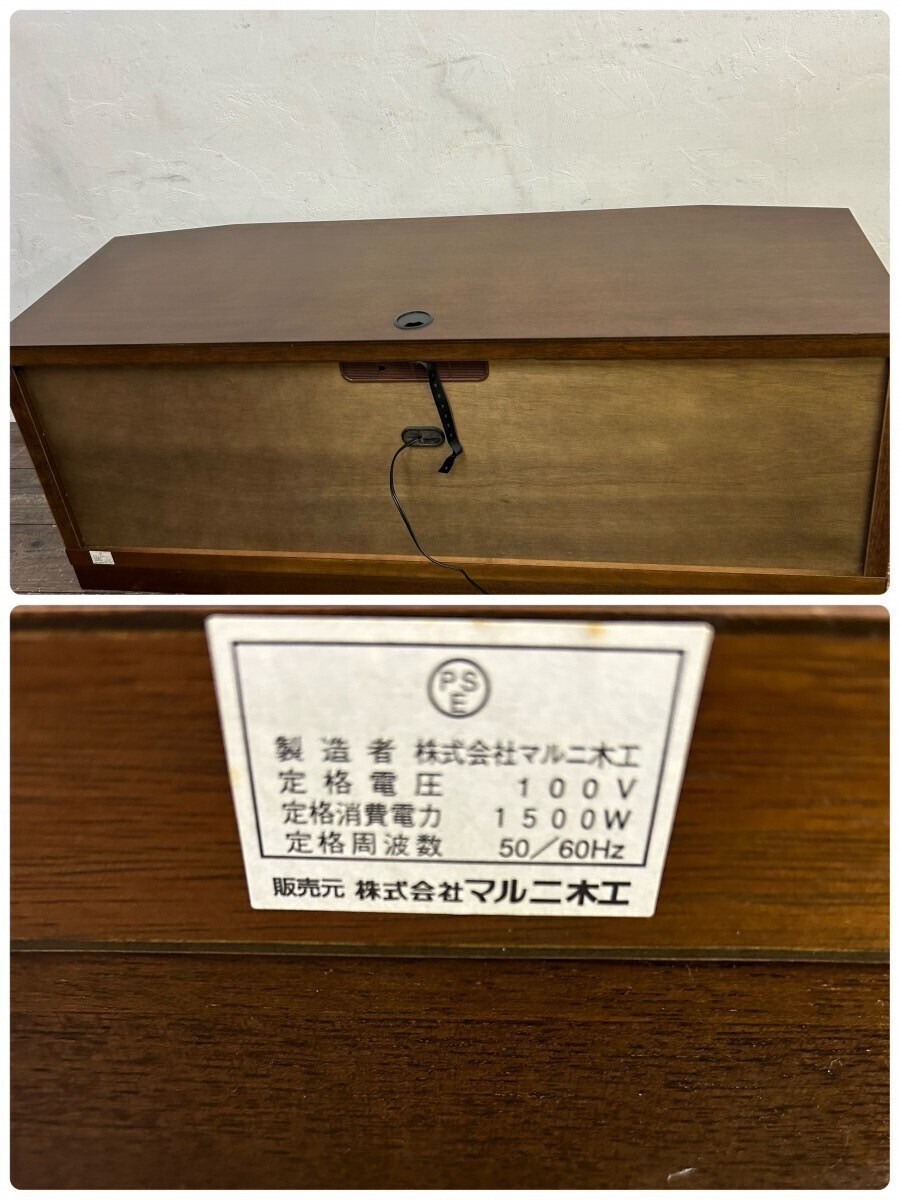 PS
E
製造者 株式会社マルニ木工
定格電圧 100V
定格消費電力 1500W
定格周波数 50/60Hz
販売元 株式会社マルニ木工